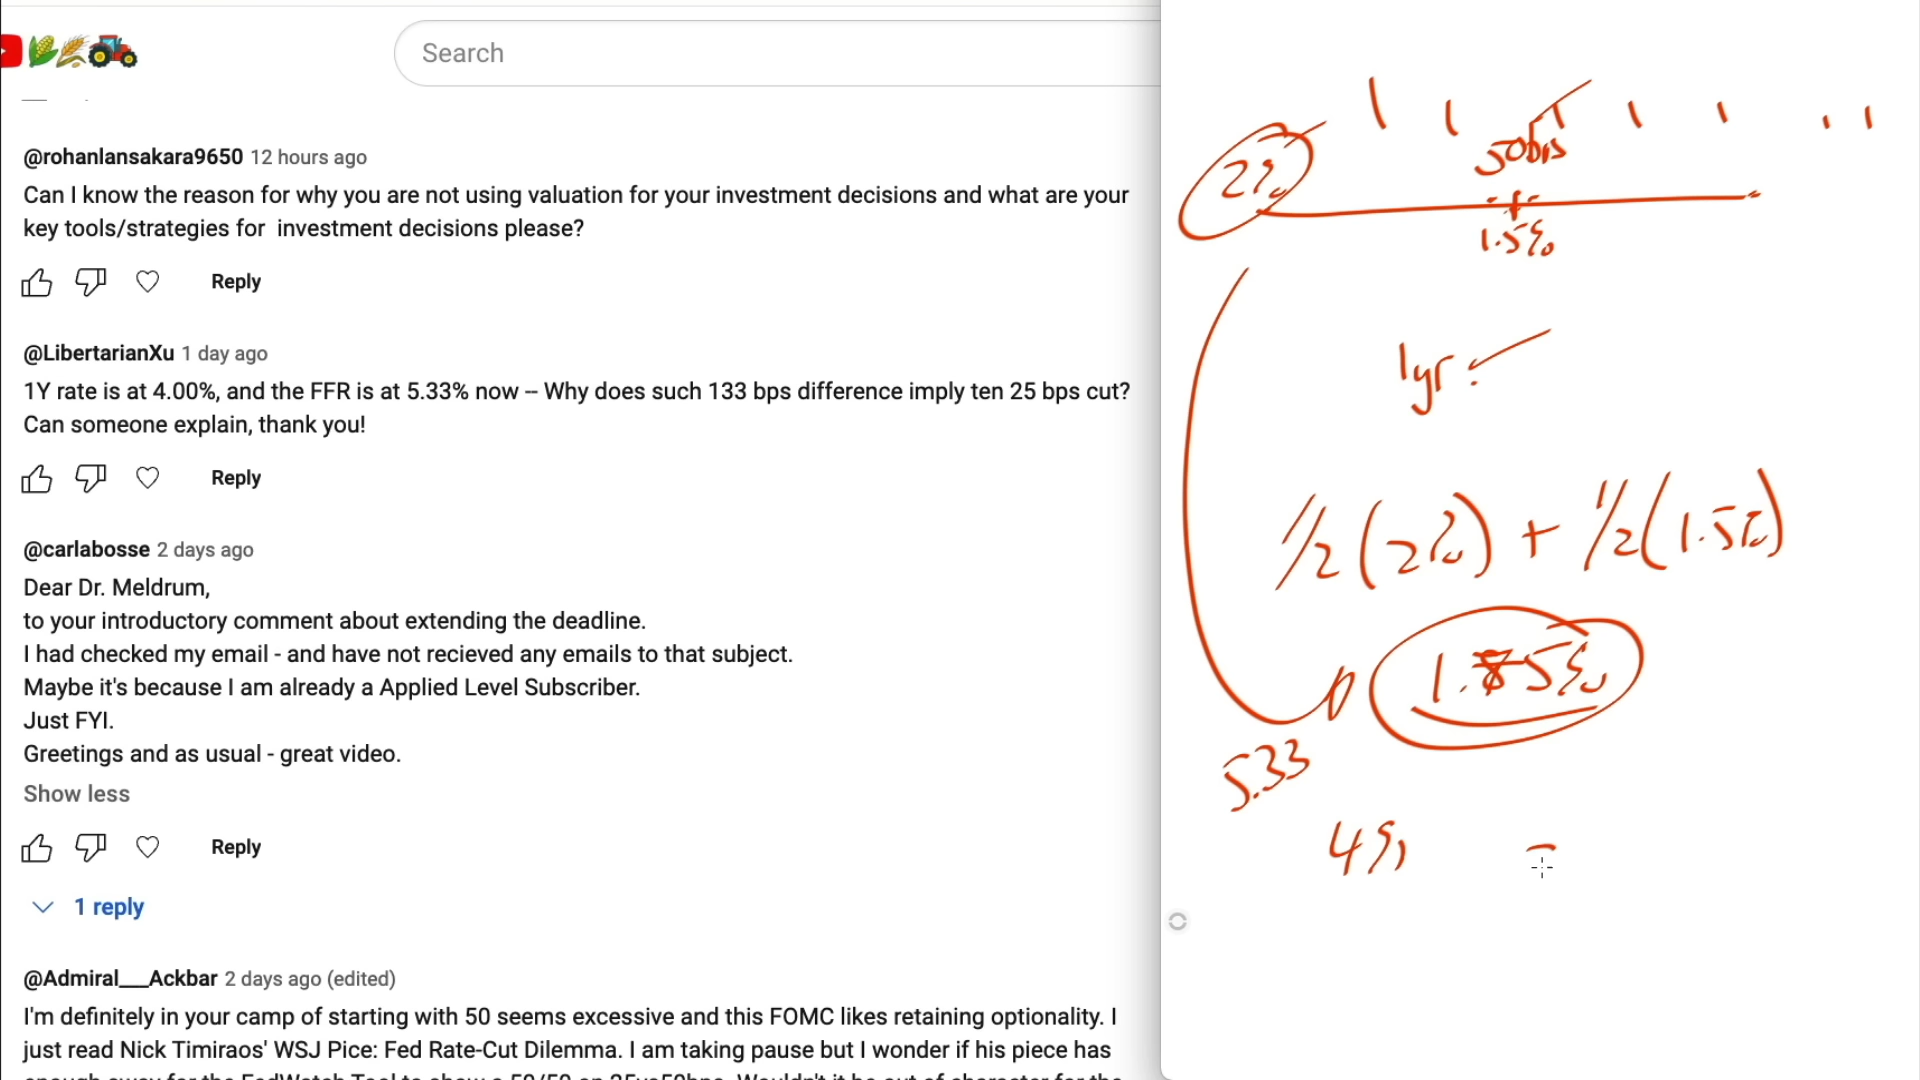 Search
@rohanlansakara9650 12 hours ago
Can I know the reason for why you are not using valuation for your investment decisions and what are your
key tools/strategies for investment decisions please?
Reply
@LibertarianXu 1 day ago
1Y rate is at 4.00%, and the FFR is at 5.33% now -- Why does such 133 bps difference imply ten 25 bps cut?
Can someone explain, thank you!
Reply
@carlabosse 2 days ago
Dear Dr. Meldrum,
to your introductory comment about extending the deadline.
I had checked my email - and have not recieved any emails to that subject.
Maybe it's because I am already a Applied Level Subscriber.
Just FYI.
Greetings and as usual - great video.
Show less
Reply
1 reply
@Admiral__Ackbar 2 days ago (edited)
I'm definitely in your camp of starting with 50 seems excessive and this FOMC likes retaining optionality. I
just read Nick Timiraos' WSJ Pice: Fed Rate-Cut Dilemma. I am taking pause but I wonder if his piece has
2%
50bps
1.5%
1yr
1/2 (2%) + 1/2 (1.5%)
5.33
4%